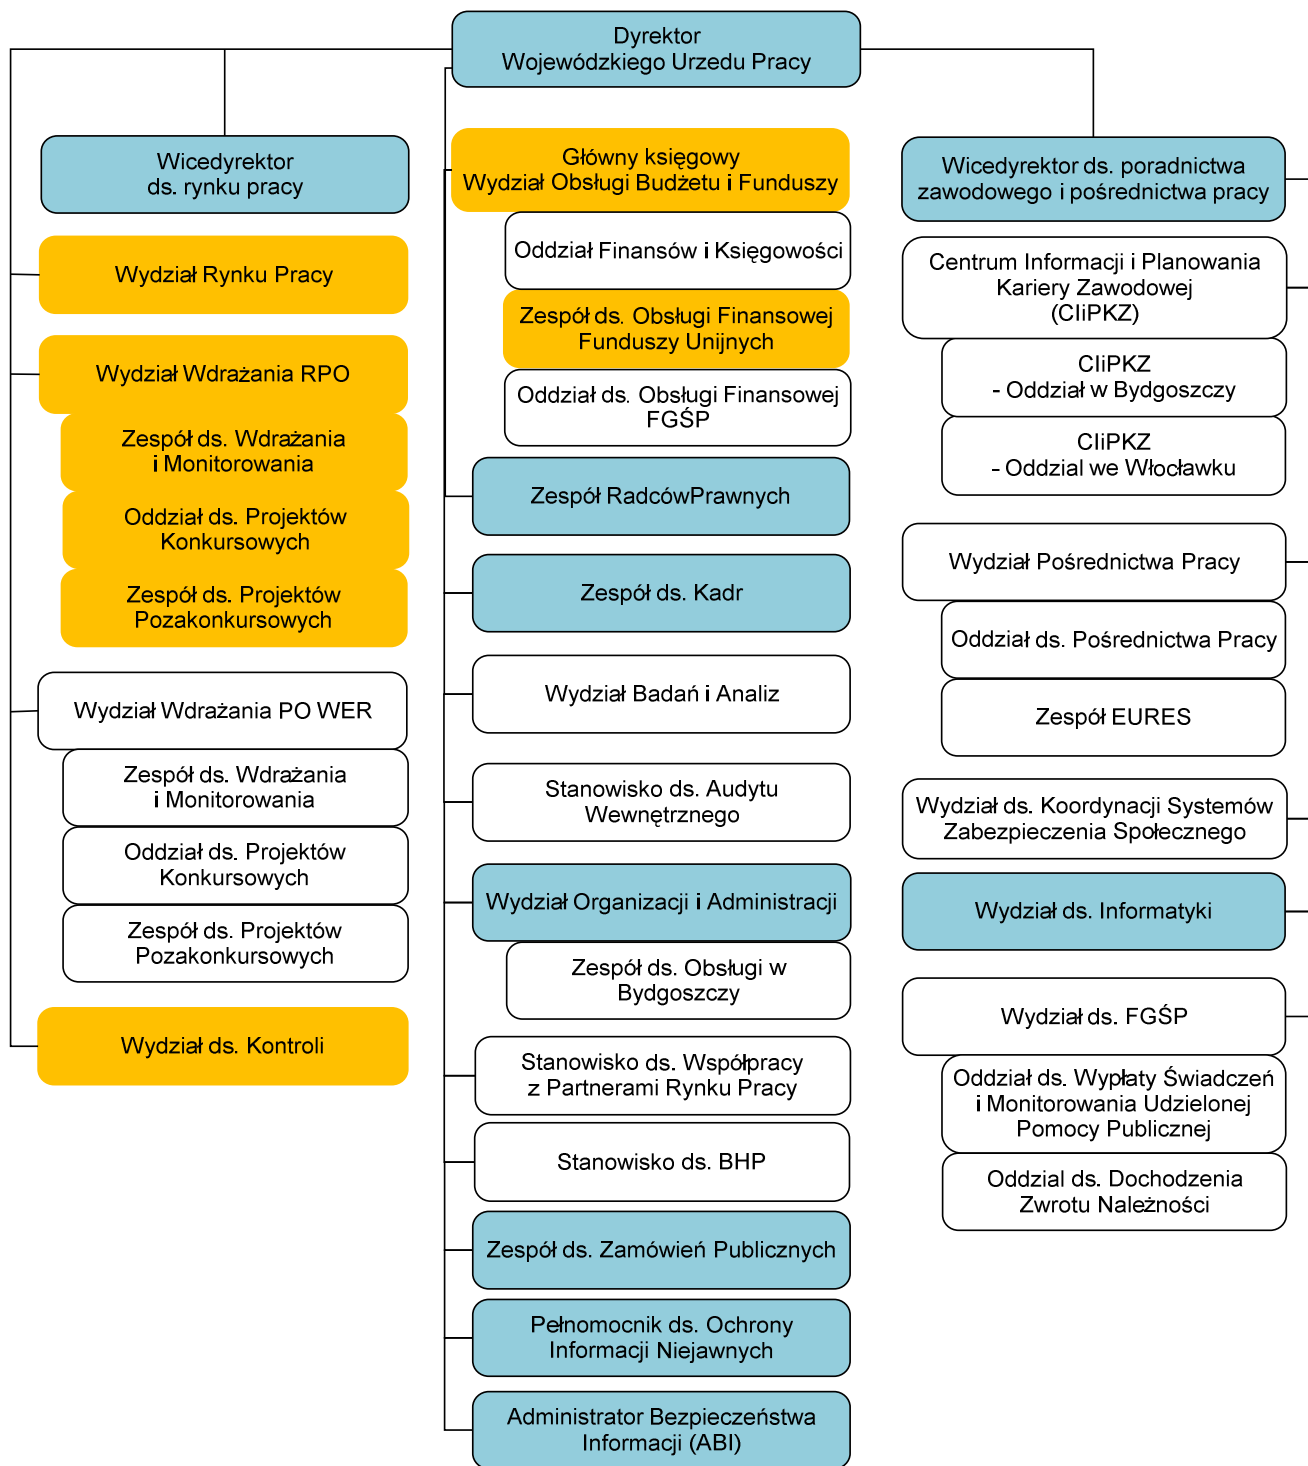 Dyrektor
Wojewódzkiego Urzedu Pracy
Wicedyrektor
ds. rynku pracy
Wydział Rynku Pracy
Wydział Wdrażania RPO
Zespół ds. Wdrażania
i Monitorowania
Oddział ds. Projektów
Konkursowych
Zespół ds. Projektów
Pozakonkursowych
Wydział Wdrażania PO WER
Zespół ds. Wdrażania
i Monitorowania
Oddział ds. Projektów
Konkursowych
Zespół ds. Projektów
Pozakonkursowych
Wydział ds. Kontroli
Główny księgowy
Wydział Obsługi Budżetu i Funduszy
Oddział Finansów i Księgowości
Zespół ds. Obsługi Finansowej
Funduszy Unijnych
Oddział ds. Obsługi Finansowej
FGŚP
Zespół RadcówPrawnych
Zespół ds. Kadr
Wydział Badań i Analiz
Stanowisko ds. Audytu
Wewnętrznego
Wydział Organizacji i Administracji
Zespół ds. Obsługi w
Bydgoszczy
Stanowisko ds. Współpracy
z Partnerami Rynku Pracy
Stanowisko ds. BHP
Zespół ds. Zamówień Publicznych
Pełnomocnik ds. Ochrony
Informacji Niejawnych
Administrator Bezpieczeństwa
Informacji (ABI)
Wicedyrektor ds. poradnictwa
zawodowego i pośrednictwa pracy
Centrum Informacji i Planowania
Kariery Zawodowej
(CIiPKZ)
CIiPKZ
- Oddział w Bydgoszczy
CIiPKZ
- Oddzial we Włocławku
Wydział Pośrednictwa Pracy
Oddział ds. Pośrednictwa Pracy
Zespół EURES
Wydział ds. Koordynacji Systemów
Zabezpieczenia Społecznego
Wydział ds. Informatyki
Wydział ds. FGŚP
Oddział ds. Wypłaty Świadczeń
i Monitorowania Udzielonej
Pomocy Publicznej
Oddzial ds. Dochodzenia
Zwrotu Należności